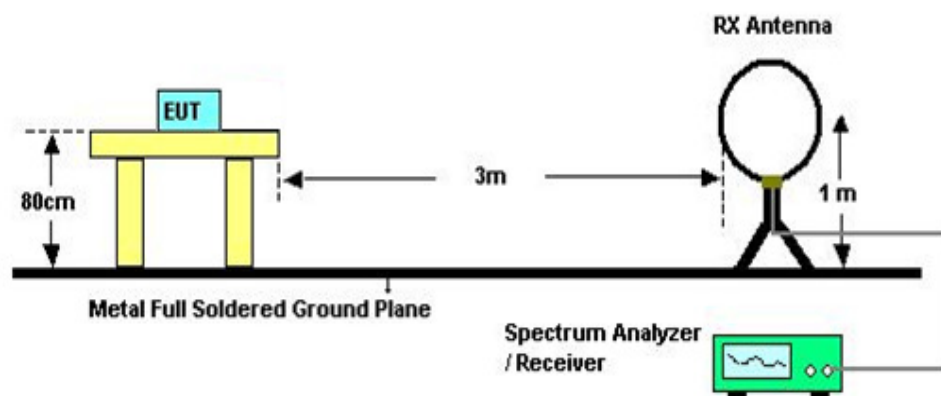 RX Antenna
EUT
80cm
3m
1 m
Metal Full Soldered Ground Plane
Spectrum Analyzer
/ Receiver